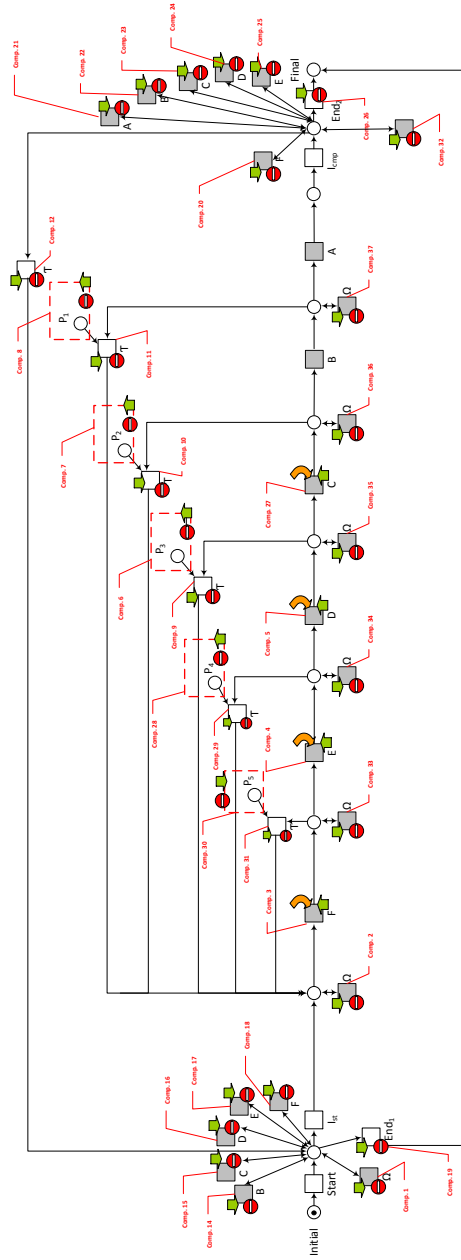 Comp. 8
Comp. 12
Comp. 21
T
Comp. 7
P₁
Comp. 22
Comp. 11
T
A
Comp. 6
P₂
Comp. 23
Comp. 10
T
B
Comp. 28
P₃
Comp. 24
Comp. 9
T
C
Comp. 30
P₄
Comp. 29
T
D
Comp. 25
Comp. 31
P₅
T
E
Comp. 14
Comp. 15
Comp. 16
Comp. 17
Comp. 18
B
C
D
E
F
Comp. 3
Comp. 4
Comp. 5
Comp. 27
Comp. 20
F
Initial
Start
I_st
F
E
D
C
B
A
I_cmp
End₂
Final
Ω
End₁
Ω
Ω
Ω
Ω
Ω
Ω
Comp. 1
Comp. 19
Comp. 2
Comp. 33
Comp. 34
Comp. 35
Comp. 36
Comp. 37
Comp. 26
Comp. 32